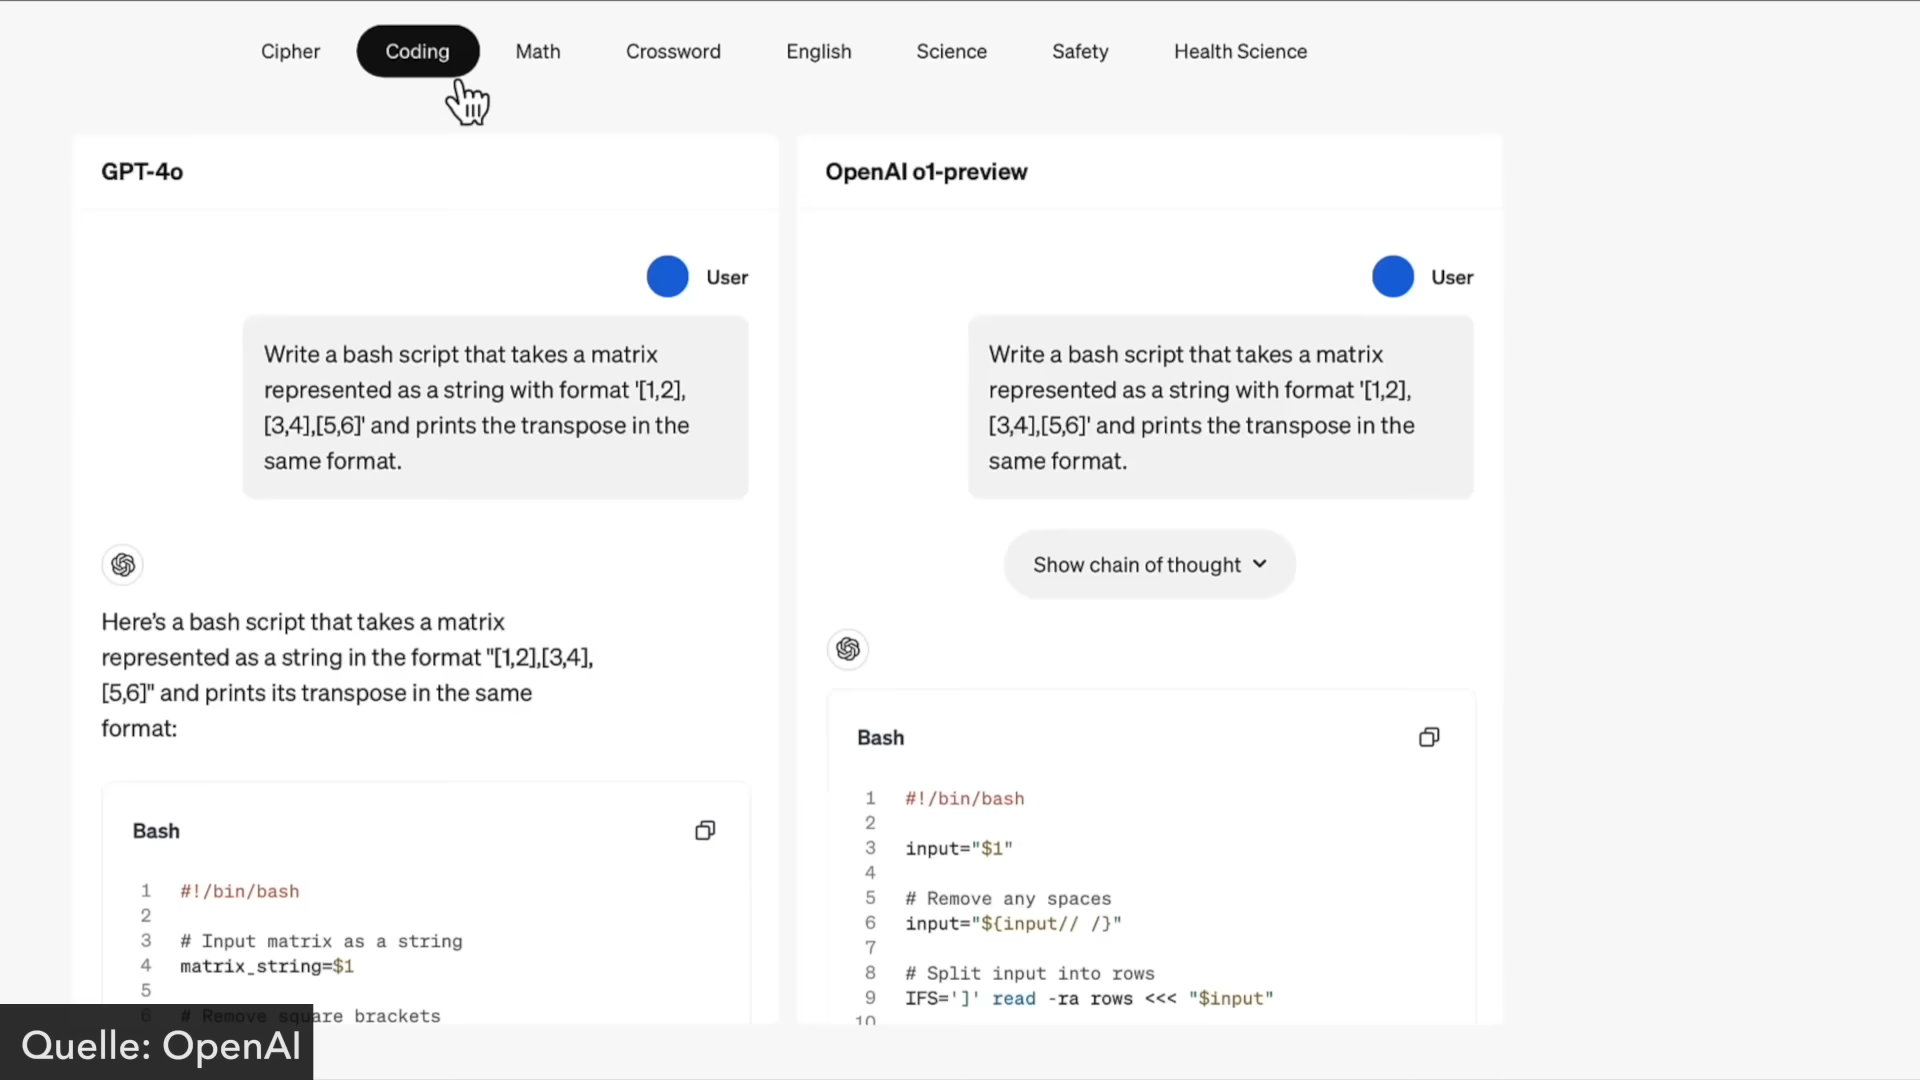 Cipher Coding Math Crossword English Science Safety Health Science
GPT-4o
User
Write a bash script that takes a matrix
represented as a string with format '[1,2],
[3,4],[5,6]' and prints the transpose in the
same format.
Here's a bash script that takes a matrix
represented as a string in the format "[1,2],[3,4],
[5,6]" and prints its transpose in the same
format:
Bash
1 #!/bin/bash
2
3 # Input matrix as a string
4 matrix_string=$1
5
6 # Remove square brackets
OpenAI o1-preview
User
Write a bash script that takes a matrix
represented as a string with format '[1,2],
[3,4],[5,6]' and prints the transpose in the
same format.
Show chain of thought
Bash
1 #!/bin/bash
2
3 input="$1"
4
5 # Remove any spaces
6 input="${input// /}"
7
8 # Split input into rows
9 IFS=']' read -ra rows <<< "$input"
10
Quelle: OpenAI